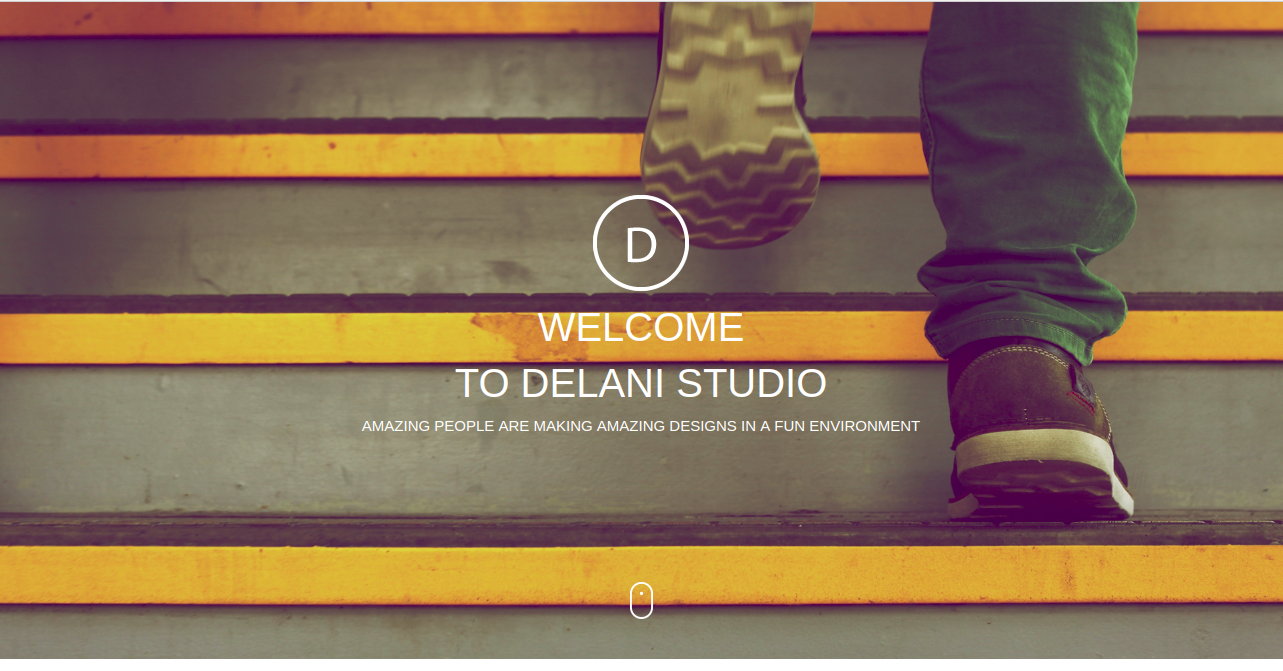 D
WELCOME
TO DELANI STUDIO
AMAZING PEOPLE ARE MAKING AMAZING DESIGNS IN A FUN ENVIRONMENT